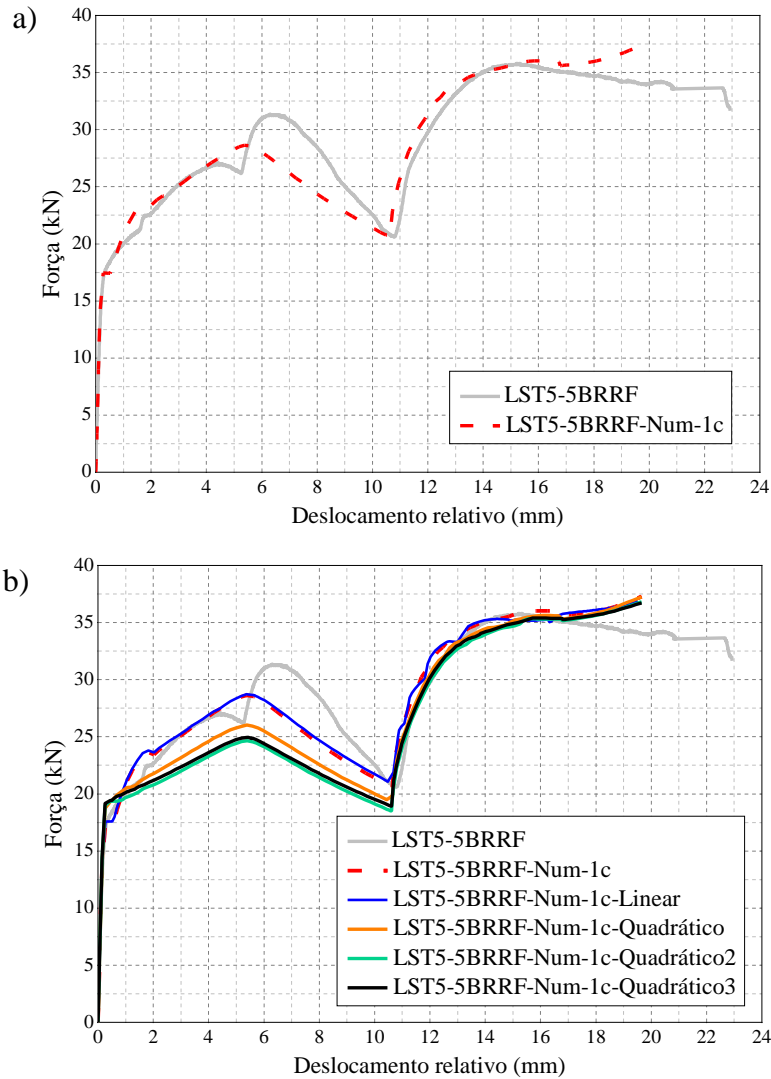 a)
40
35
30
25
20
15
10
5
0
Força (kN)
LST5-5BRRF
LST5-5BRRF-Num-1c
0 2 4 6 8 10 12 14 16 18 20 22 24
Deslocamento relativo (mm)
b)
40
35
30
25
20
15
10
5
0
Força (kN)
LST5-5BRRF
LST5-5BRRF-Num-1c
LST5-5BRRF-Num-1c-Linear
LST5-5BRRF-Num-1c-Quadrático
LST5-5BRRF-Num-1c-Quadrático2
LST5-5BRRF-Num-1c-Quadrático3
0 2 4 6 8 10 12 14 16 18 20 22 24
Deslocamento relativo (mm)